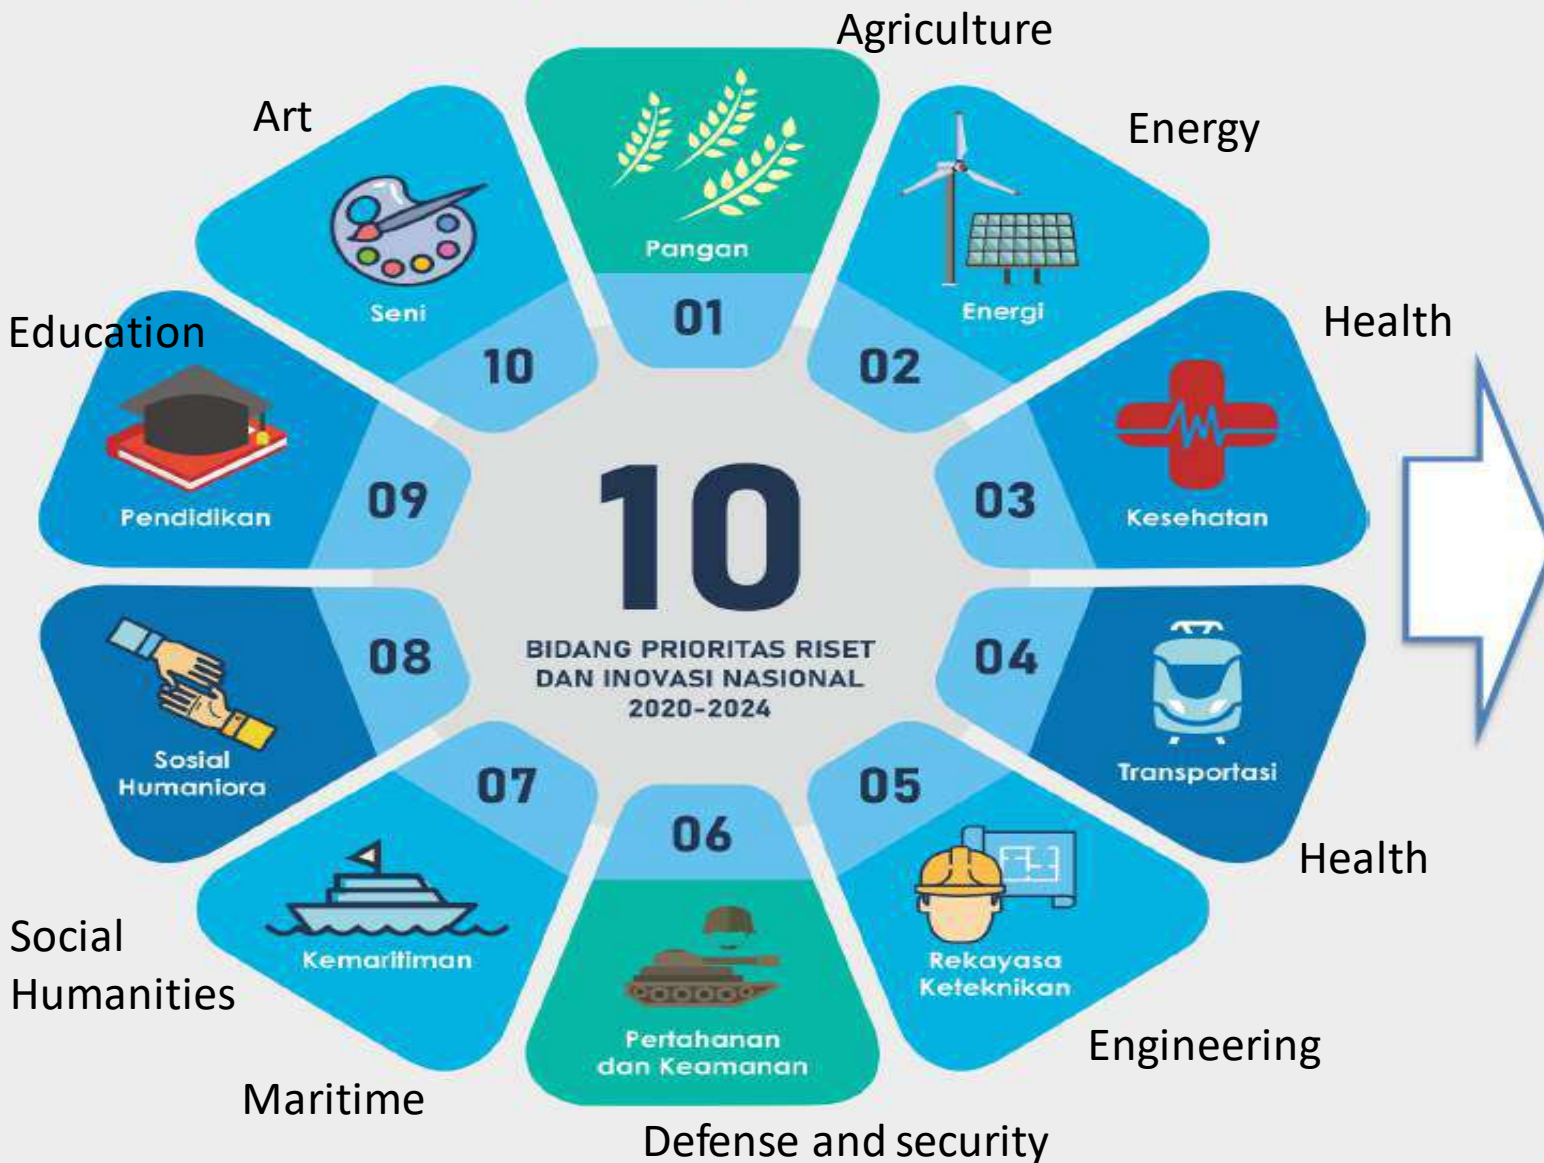 Agriculture
Pangan
01
Energy
Energi
02
Health
Kesehatan
03
Transportasi
04
Health
Rekayasa
Keteknikan
05
Engineering
Pertahanan
dan Keamanan
06
Defense and security
Kemaritiman
07
Maritime
Sosial
Humaniora
08
Social
Humanities
Pendidikan
09
Education
Seni
10
Art
10
BIDANG PRIORITAS RISET
DAN INOVASI NASIONAL
2020-2024